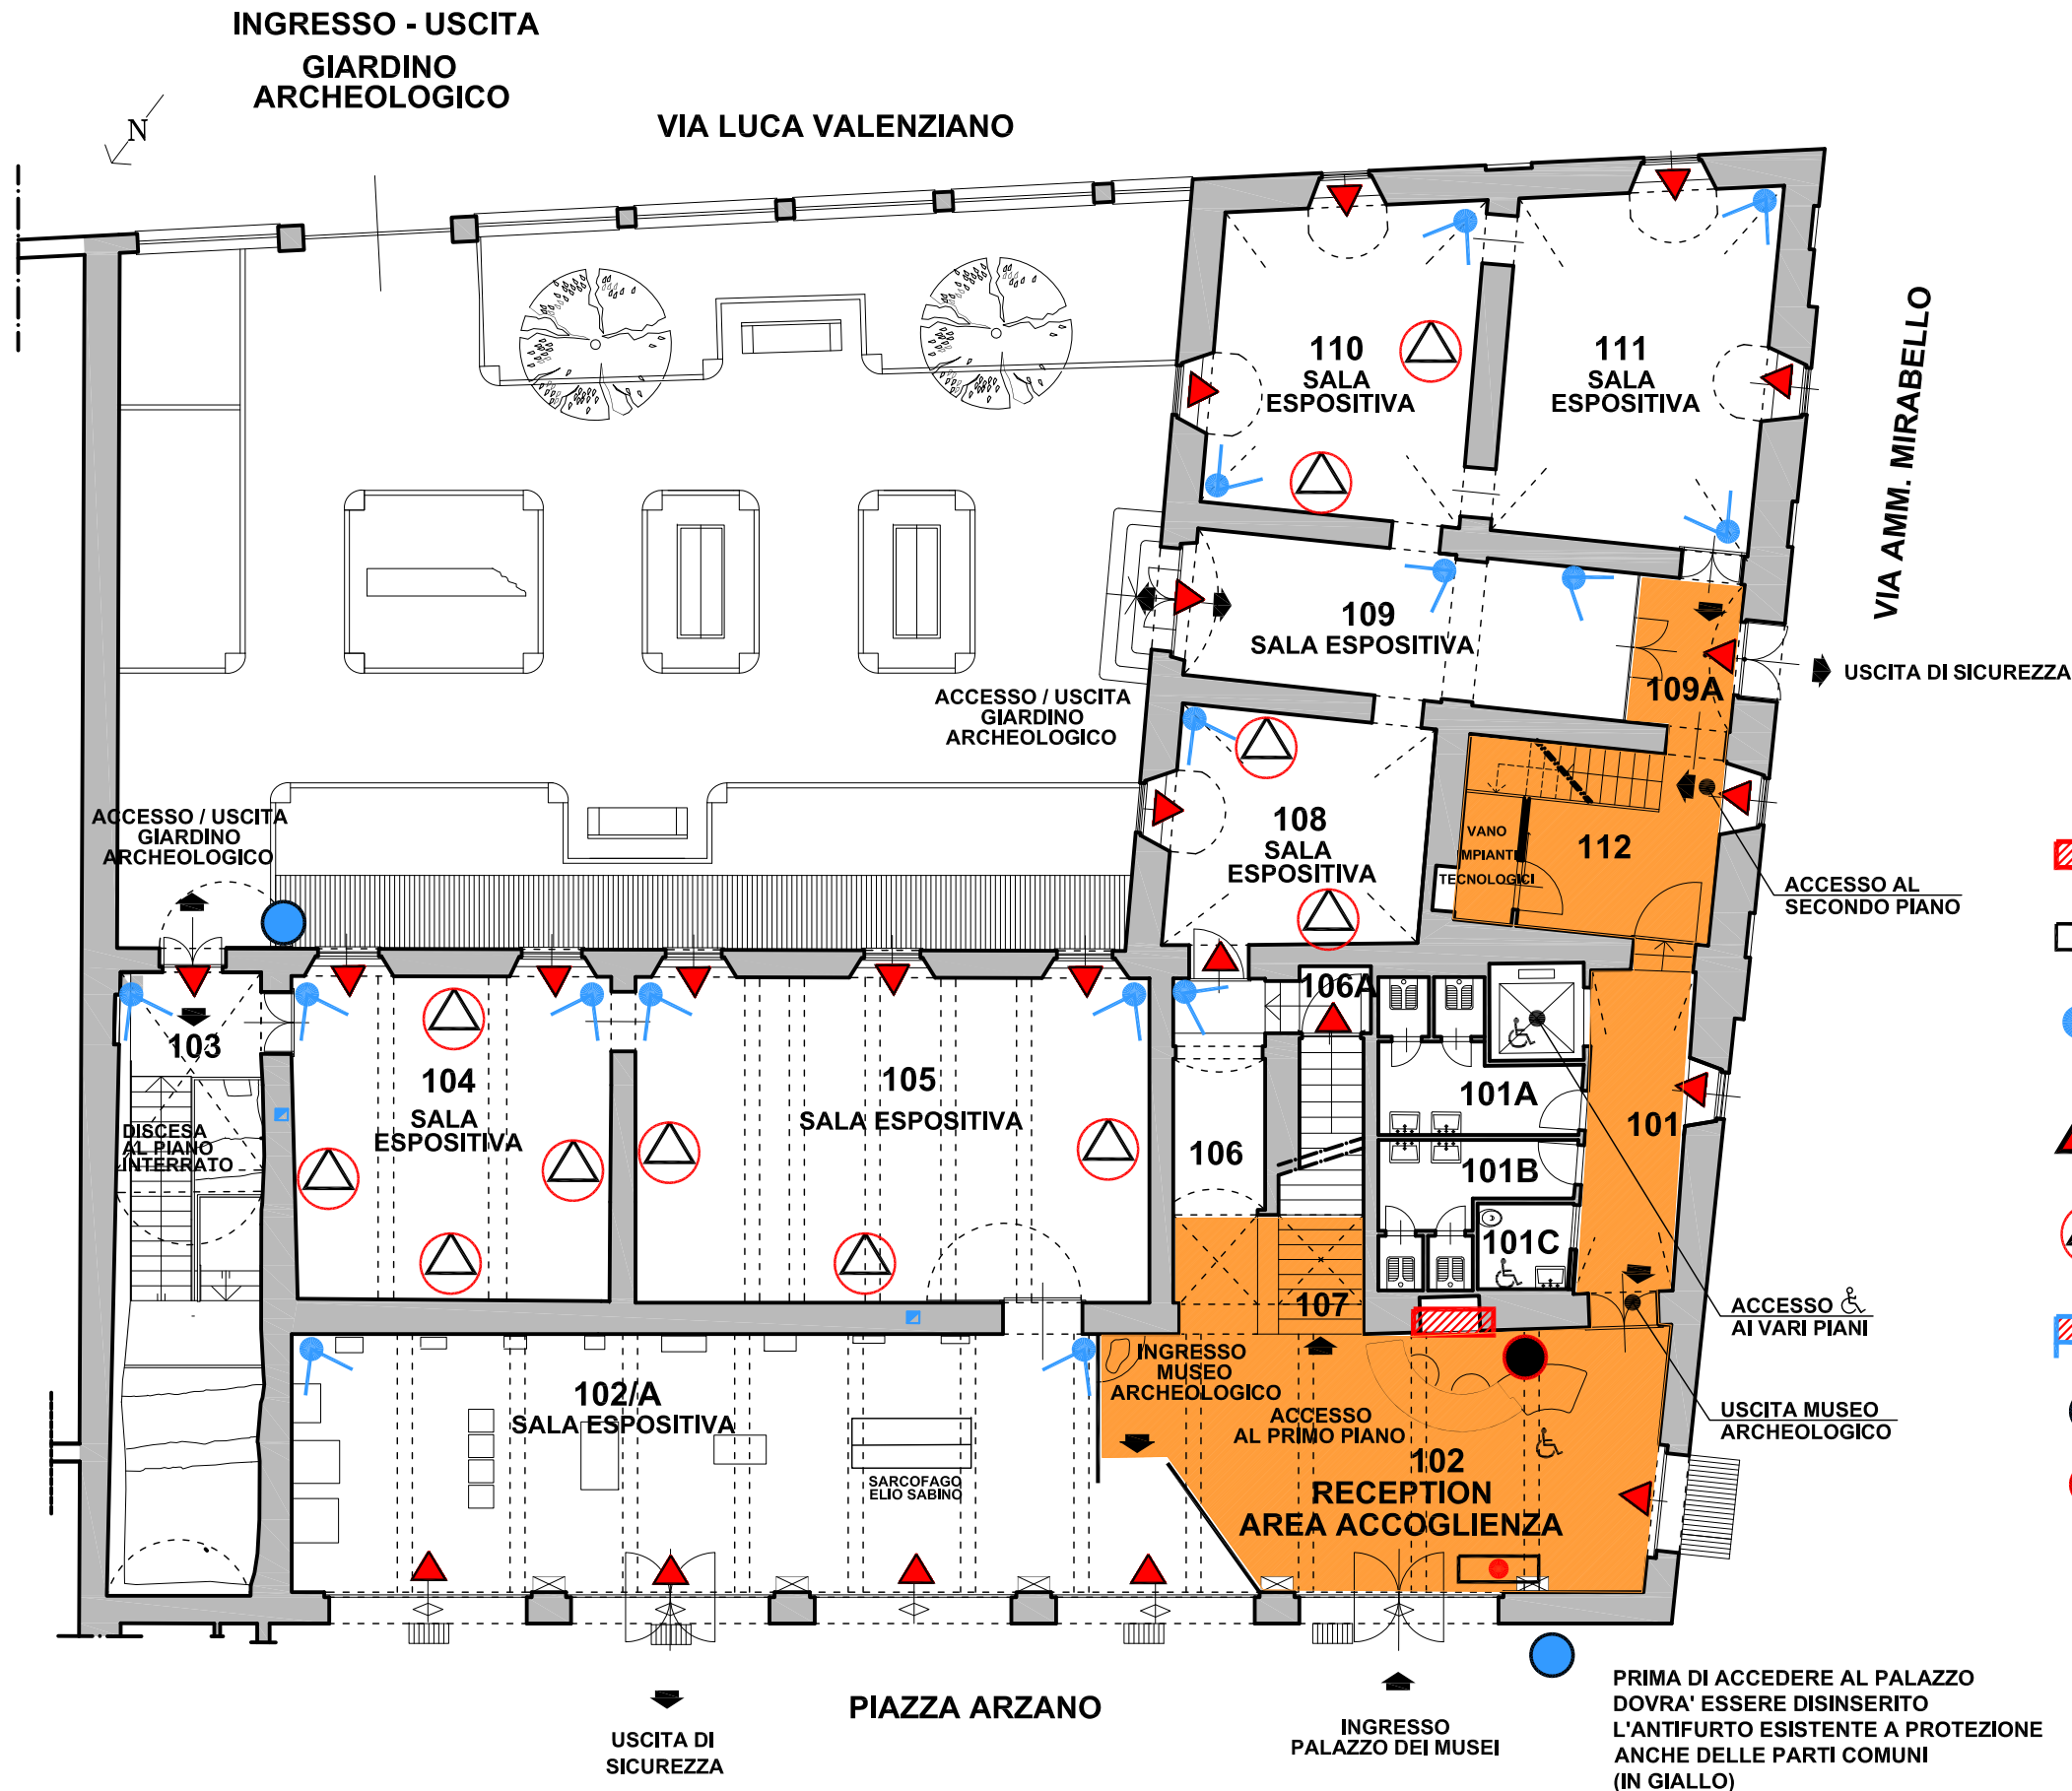 INGRESSO - USCITA
GIARDINO
ARCHEOLOGICO
N
VIA LUCA VALENZIANO
VIA AMM. MIRABELLO
110
SALA
ESPOSITIVA
111
SALA
ESPOSITIVA
109
SALA ESPOSITIVA
109A
USCITA DI SICUREZZA
ACCESSO / USCITA
GIARDINO
ARCHEOLOGICO
ACCESSO / USCITA
GIARDINO
ARCHEOLOGICO
108
SALA
ESPOSITIVA
VANO
IMPIANTI
TECNOLOGICI
112
ACCESSO AL
SECONDO PIANO
103
DISCESA
AL PIANO
INTERRATO
104
SALA
ESPOSITIVA
105
SALA ESPOSITIVA
106A
106
101A
101B
101C
101
107
ACCESSO
AI VARI PIANI
USCITA MUSEO
ARCHEOLOGICO
102/A
SALA ESPOSITIVA
SARCOFAGO
ELIO SABINO
INGRESSO
MUSEO
ARCHEOLOGICO
ACCESSO
AL PRIMO PIANO
102
RECEPTION
AREA ACCOGLIENZA
USCITA DI
SICUREZZA
PIAZZA ARZANO
INGRESSO
PALAZZO DEI MUSEI
PRIMA DI ACCEDERE AL PALAZZO
DOVRA' ESSERE DISINSERITO
L'ANTIFURTO ESISTENTE A PROTEZIONE
ANCHE DELLE PARTI COMUNI
(IN GIALLO)